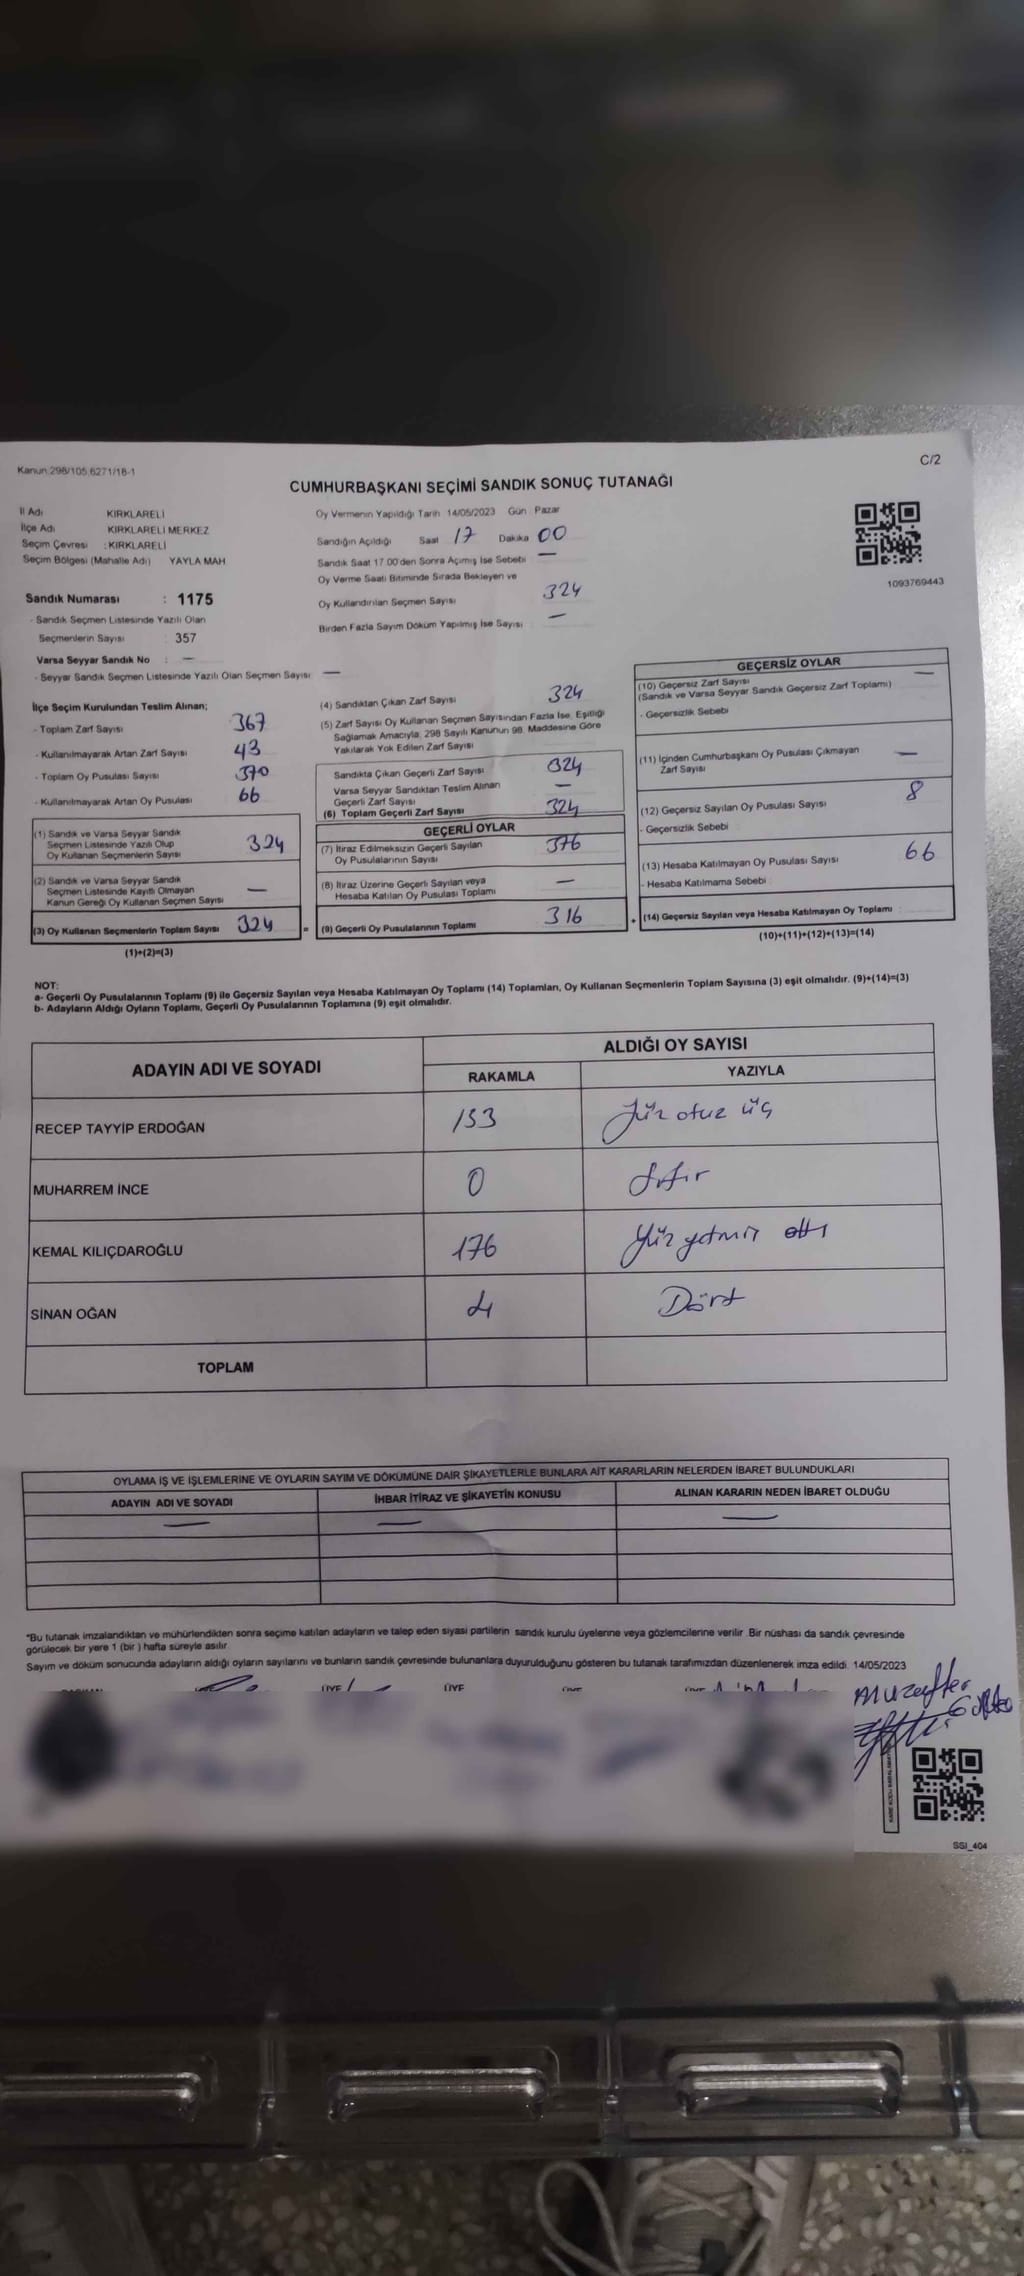 Kanun:298/105,6271/16-1
C/2
CUMHURBAŞKANI SEÇİMİ SANDIK SONUÇ TUTANAĞI
İl Adı KIRKLARELİ
İlçe Adı KIRKLARELİ MERKEZ
Seçim Çevresi : KIRKLARELİ
Seçim Bölgesi (Mahalle Adı) YAYLA MAH
Sandık Numarası : 1175
- Sandık Seçmen Listesinde Yazılı Olan
Seçmenlerin Sayısı : 357
Varsa Seyyar Sandık No : —
- Seyyar Sandık Seçmen Listesinde Yazılı Olan Seçmen Sayısı —
Oy Vermenin Yapıldığı Tarih 14/05/2023 Gün : Pazar
Sandığın Açıldığı Saat 17 Dakika 00
Sandık Saat 17.00'den Sonra Açımış İse Sebebi —
Oy Verme Saati Bitiminde Sırada Bekleyen ve
Oy Kullandırılan Seçmen Sayısı 324
Birden Fazla Sayım Döküm Yapılmış İse Sayısı : —
1093769443
İlçe Seçim Kurulundan Teslim Alınan;
- Toplam Zarf Sayısı 367
- Kullanılmayarak Artan Zarf Sayısı 43
- Toplam Oy Pusulası Sayısı 370
- Kullanılmayarak Artan Oy Pusulası 66
(1) Sandık ve Varsa Seyyar Sandık
Seçmen Listesinde Yazılı Olup
Oy Kullanan Seçmenlerin Sayısı 324
(2) Sandık ve Varsa Seyyar Sandık
Seçmen Listesinde Kayıtlı Olmayan
Kanun Gereği Oy Kullanan Seçmen Sayısı —
(3) Oy Kullanan Seçmenlerin Toplam Sayısı 324
(1)+(2)=(3)
(4) Sandıktan Çıkan Zarf Sayısı 324
(5) Zarf Sayısı Oy Kullanan Seçmen Sayısından Fazla İse, Eşitliği
Sağlamak Amacıyla, 298 Sayılı Kanunun 98. Maddesine Göre
Yakılarak Yok Edilen Zarf Sayısı
Sandıkta Çıkan Geçerli Zarf Sayısı 324
Varsa Seyyar Sandıktan Teslim Alınan
Geçerli Zarf Sayısı —
(6) Toplam Geçerli Zarf Sayısı 324
=
GEÇERLİ OYLAR
(7) İtiraz Edilmeksizin Geçerli Sayılan
Oy Pusulalarının Sayısı 376
(8) İtiraz Üzerine Geçerli Sayılan veya
Hesaba Katılan Oy Pusulası Toplamı —
(9) Geçerli Oy Pusulalarının Toplamı 316
+
GEÇERSİZ OYLAR
(10) Geçersiz Zarf Sayısı —
(Sandık ve Varsa Seyyar Sandık Geçersiz Zarf Toplamı)
- Geçersizlik Sebebi
(11) İçinden Cumhurbaşkanı Oy Pusulası Çıkmayan
Zarf Sayısı —
(12) Geçersiz Sayılan Oy Pusulası Sayısı 8
- Geçersizlik Sebebi
(13) Hesaba Katılmayan Oy Pusulası Sayısı 66
- Hesaba Katılmama Sebebi
(14) Geçersiz Sayılan veya Hesaba Katılmayan Oy Toplamı :
(10)+(11)+(12)+(13)=(14)
NOT:
a- Geçerli Oy Pusulalarının Toplamı (9) ile Geçersiz Sayılan veya Hesaba Katılmayan Oy Toplamı (14) Toplamları, Oy Kullanan Seçmenlerin Toplam Sayısına (3) eşit olmalıdır. (9)+(14)=(3)
b- Adayların Aldığı Oyların Toplamı, Geçerli Oy Pusulalarının Toplamına (9) eşit olmalıdır.
ADAYIN ADI VE SOYADI ALDIĞI OY SAYISI
RAKAMLA YAZIYLA
RECEP TAYYİP ERDOĞAN 133 Yüz otuz üç
MUHARREM İNCE 0 Sıfır
KEMAL KILIÇDAROĞLU 176 Yüz yetmiş altı
SİNAN OĞAN 4 Dört
TOPLAM
OYLAMA İŞ VE İŞLEMLERİNE VE OYLARIN SAYIM VE DÖKÜMÜNE DAİR ŞİKAYETLERLE BUNLARA AİT KARARLARIN NELERDEN İBARET BULUNDUKLARI
ADAYIN ADI VE SOYADI İHBAR İTİRAZ VE ŞİKAYETİN KONUSU ALINAN KARARIN NEDEN İBARET OLDUĞU
— — —
*Bu tutanak imzalandıktan ve mühürlendikten sonra seçime katılan adayların ve talep eden siyasi partilerin sandık kurulu üyelerine veya gözlemcilerine verilir. Bir nüshası da sandık çevresinde
görülecek bir yere 1 (bir ) hafta süreyle asılır.
Sayım ve döküm sonucunda adayların aldığı oyların sayılarını ve bunların sandık çevresinde bulunanlara duyurulduğunu gösteren bu tutanak tarafımızdan düzenlenerek imza edildi. 14/05/2023
ÜYE ÜYE
Muzaffer
SSI_404